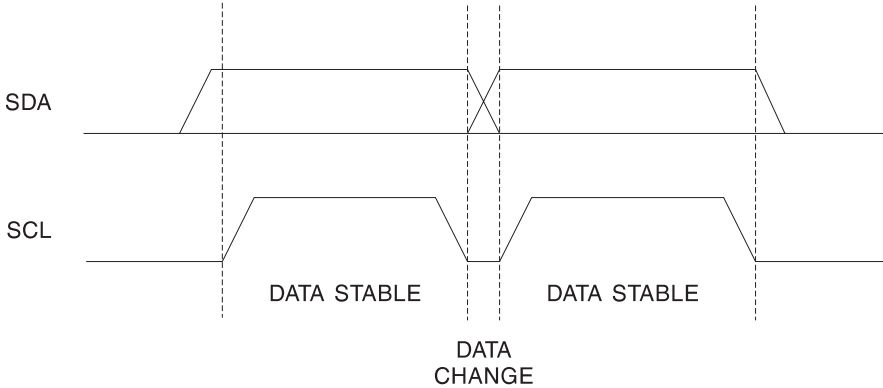 SDA
SCL
DATA STABLE
DATA STABLE
DATA
CHANGE